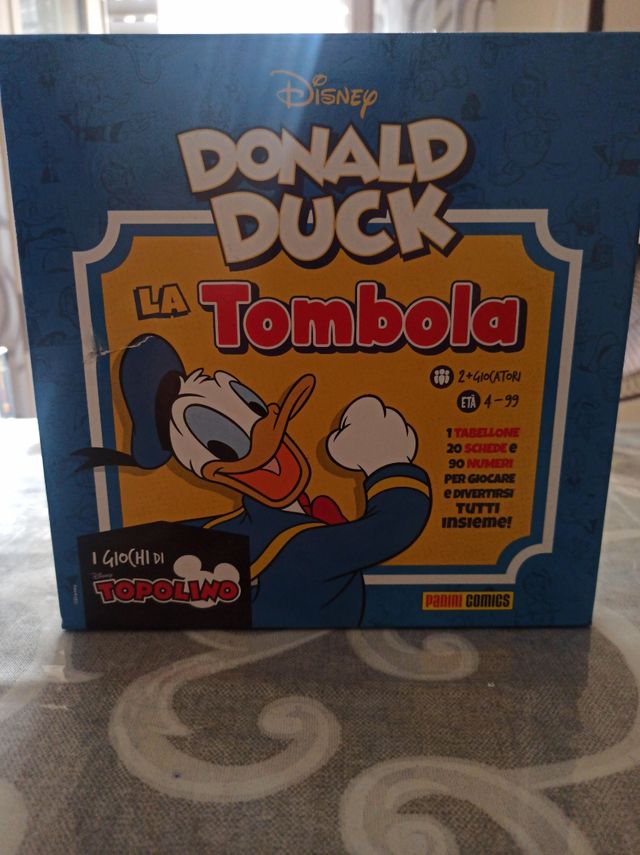 Disney
DONALD
DUCK
LA Tombola
2+GIOCATORI
ETÀ 4-99
1 TABELLONE
20 SCHEDE e
90 NUMERI
PER GIOCARE
e DIVERTIRSI
TUTTI
INSIEME!
I GIOCHI DI
Disney
TOPOLINO
PANINI COMICS